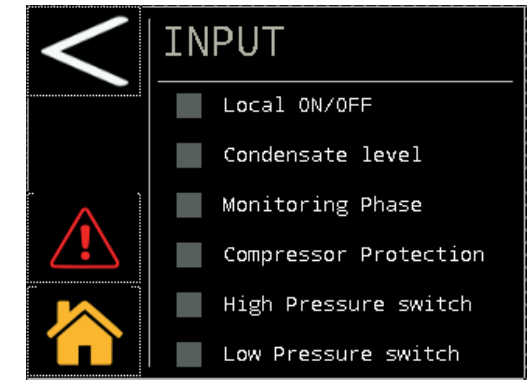 INPUT
Local ON/OFF
Condensate level
Monitoring Phase
Compressor Protection
High Pressure switch
Low Pressure switch